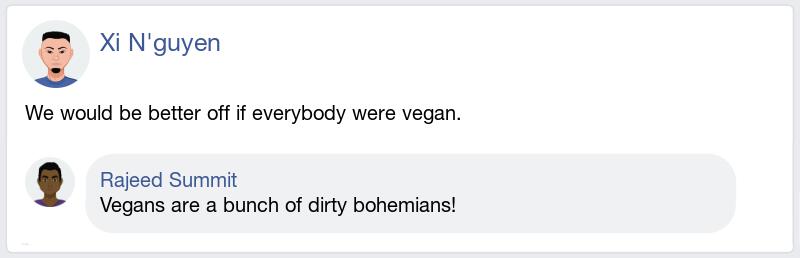 Xi N'guyen
We would be better off if everybody were vegan.
Rajeed Summit
Vegans are a bunch of dirty bohemians!